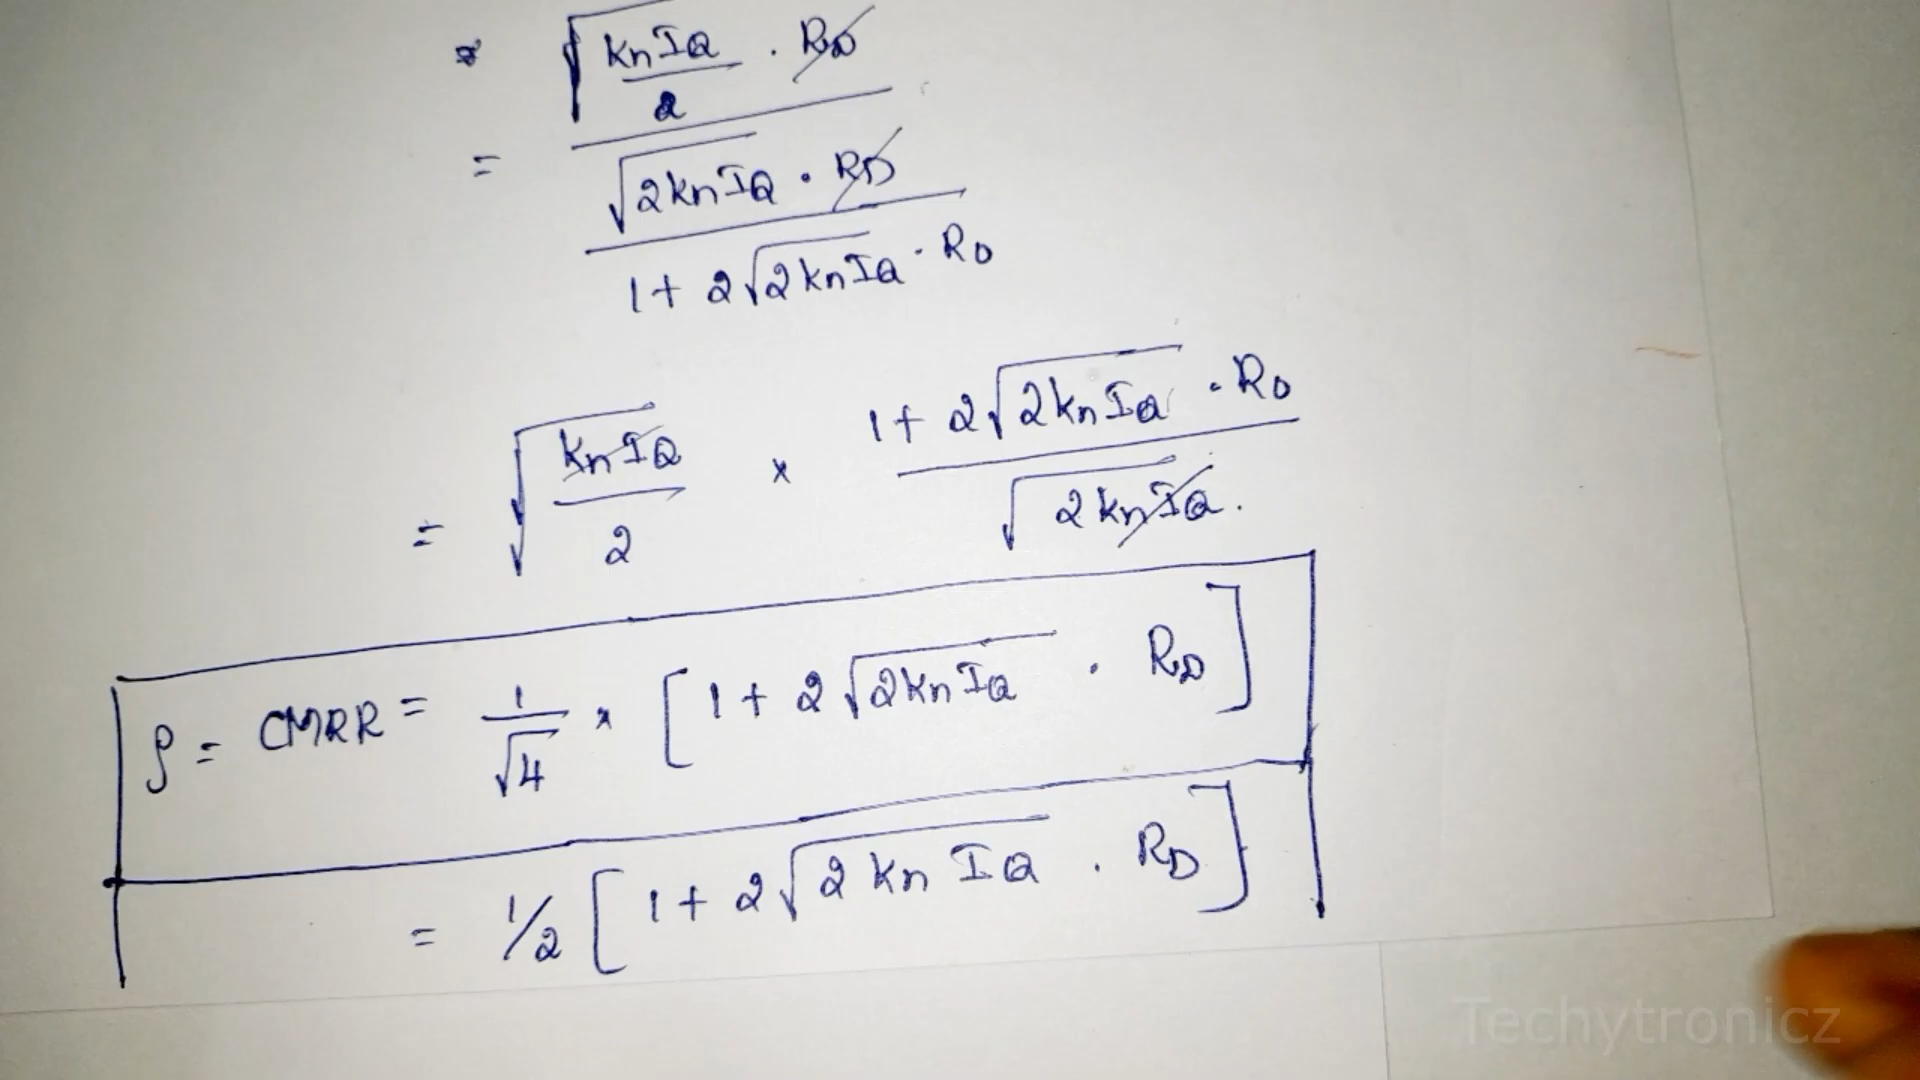 √(KnIQ/2) . RD
= √(2KnIQ) . RD
1 + 2√(2KnIQ) . RD
= √(KnIQ/2) × (1 + 2√(2KnIQ) . RD) / √(2KnIQ) .
ρ = CMRR = 1/√4 × [1 + 2√(2KnIQ) . RD]
= 1/2 [1 + 2√(2KnIQ) . RD]
Techytronicz